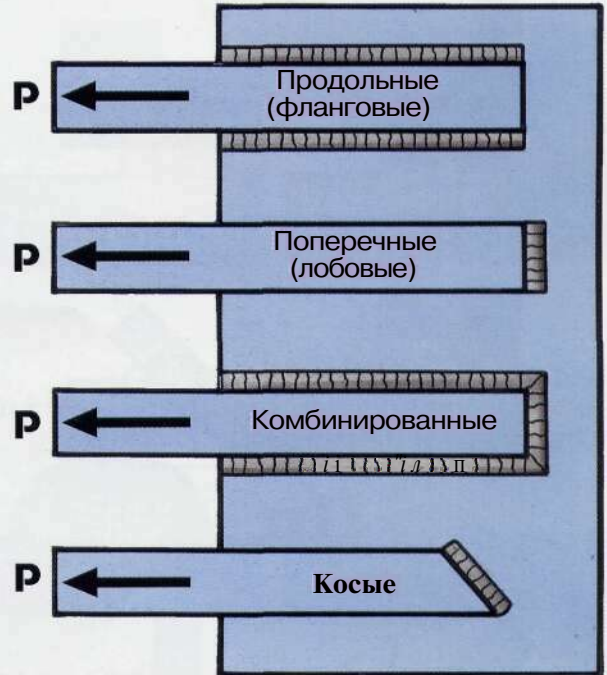 P
Продольные
(фланговые)
P
Поперечные
(лобовые)
P
Комбинированные
P
Косые